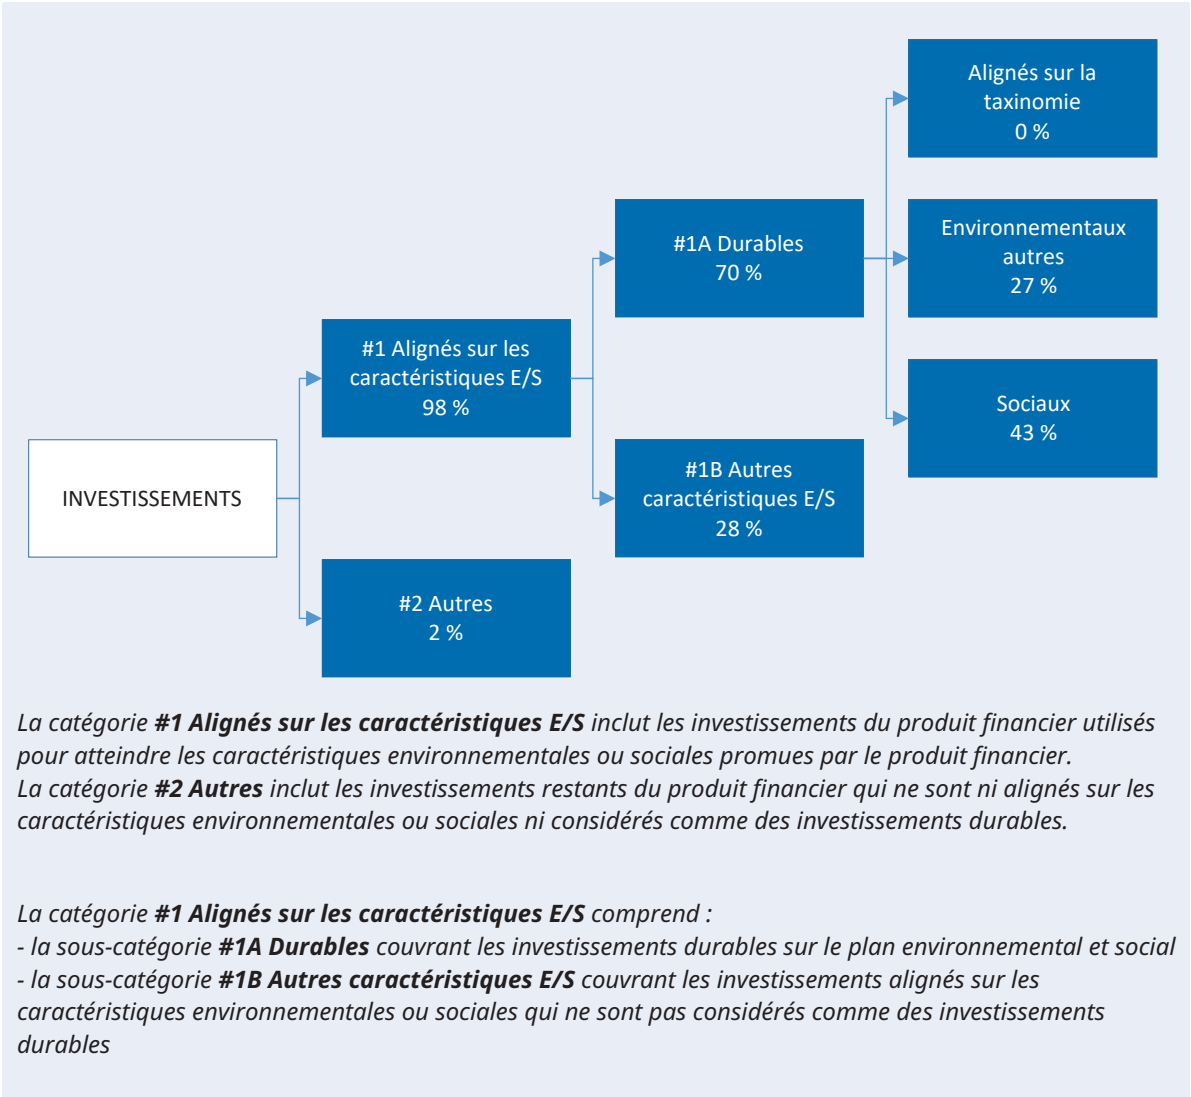 Alignés sur la
taxinomie
0 %
#1A Durables
70 %
Environnementaux
autres
27 %
#1 Alignés sur les
caractéristiques E/S
98 %
Sociaux
43 %
INVESTISSEMENTS
#1B Autres
caractéristiques E/S
28 %
#2 Autres
2 %
La catégorie #1 Alignés sur les caractéristiques E/S inclut les investissements du produit financier utilisés
pour atteindre les caractéristiques environnementales ou sociales promues par le produit financier.
La catégorie #2 Autres inclut les investissements restants du produit financier qui ne sont ni alignés sur les
caractéristiques environnementales ou sociales ni considérés comme des investissements durables.
La catégorie #1 Alignés sur les caractéristiques E/S comprend :
- la sous-catégorie #1A Durables couvrant les investissements durables sur le plan environnemental et social
- la sous-catégorie #1B Autres caractéristiques E/S couvrant les investissements alignés sur les
caractéristiques environnementales ou sociales qui ne sont pas considérés comme des investissements
durables